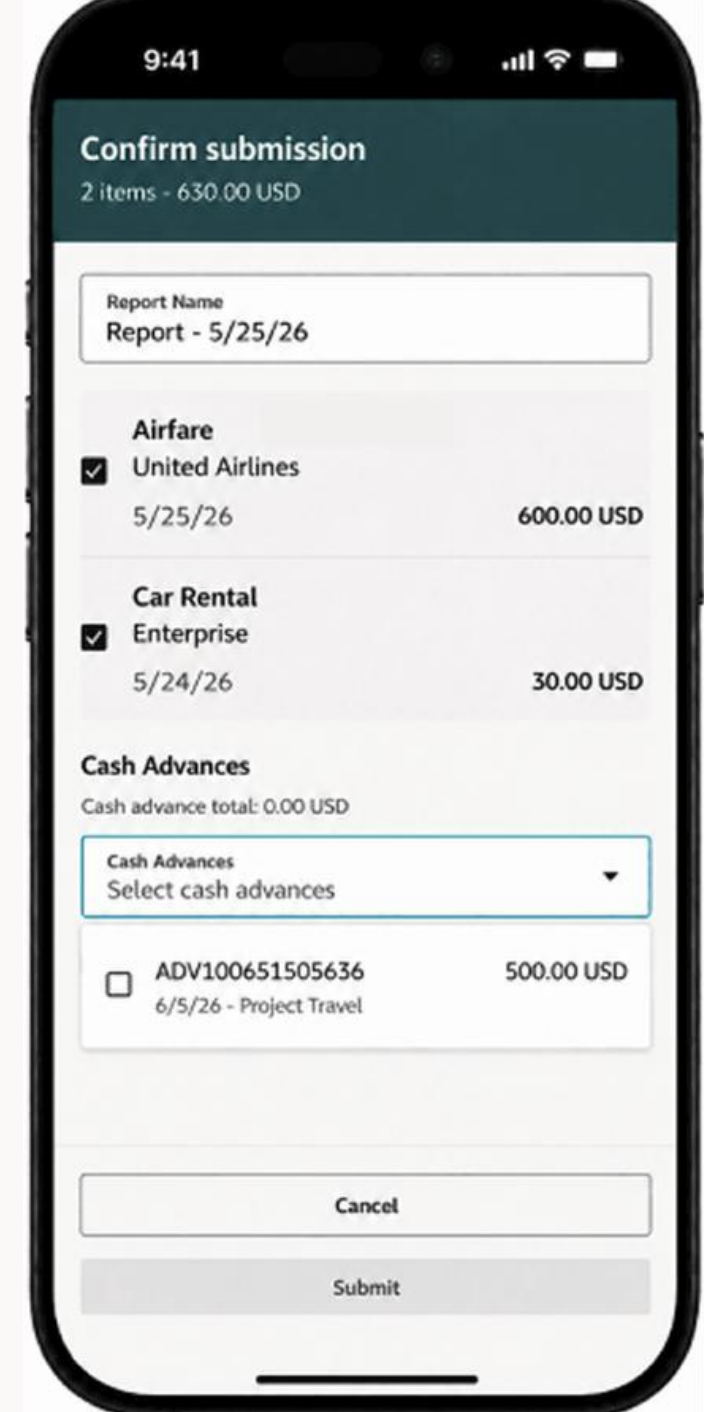 9:41
Confirm submission
2 items - 630.00 USD
Report Name
Report - 5/25/26
Airfare
United Airlines
5/25/26 600.00 USD
Car Rental
Enterprise
5/24/26 30.00 USD
Cash Advances
Cash advance total: 0.00 USD
Cash Advances
Select cash advances
ADV100651505636 500.00 USD
6/5/26 - Project Travel
Cancel
Submit